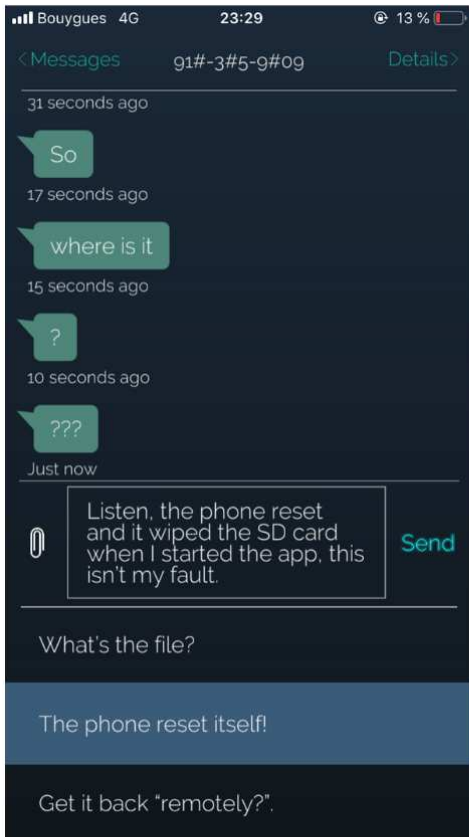 Bouygues 4G 23:29 13 %
<Messages 91#-3#5-9#09 Details>
31 seconds ago
So
17 seconds ago
where is it
15 seconds ago
?
10 seconds ago
???
Just now
Listen, the phone reset
and it wiped the SD card
when I started the app, this
isn't my fault.
Send
What's the file?
The phone reset itself!
Get it back “remotely?”.